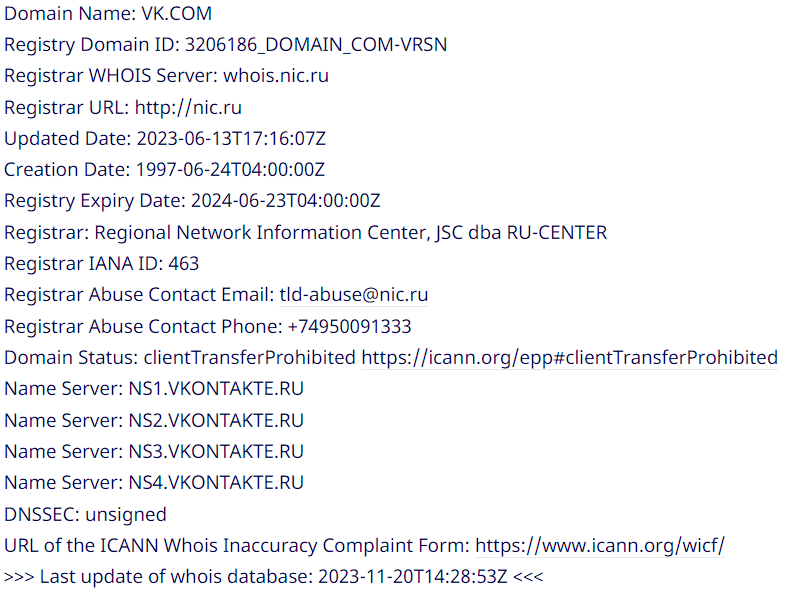 Domain Name: VK.COM
Registry Domain ID: 3206186_DOMAIN_COM-VRSN
Registrar WHOIS Server: whois.nic.ru
Registrar URL: http://nic.ru
Updated Date: 2023-06-13T17:16:07Z
Creation Date: 1997-06-24T04:00:00Z
Registry Expiry Date: 2024-06-23T04:00:00Z
Registrar: Regional Network Information Center, JSC dba RU-CENTER
Registrar IANA ID: 463
Registrar Abuse Contact Email: tld-abuse@nic.ru
Registrar Abuse Contact Phone: +74950091333
Domain Status: clientTransferProhibited https://icann.org/epp#clientTransferProhibited
Name Server: NS1.VKONTAKTE.RU
Name Server: NS2.VKONTAKTE.RU
Name Server: NS3.VKONTAKTE.RU
Name Server: NS4.VKONTAKTE.RU
DNSSEC: unsigned
URL of the ICANN Whois Inaccuracy Complaint Form: https://www.icann.org/wicf/
>>> Last update of whois database: 2023-11-20T14:28:53Z <<<